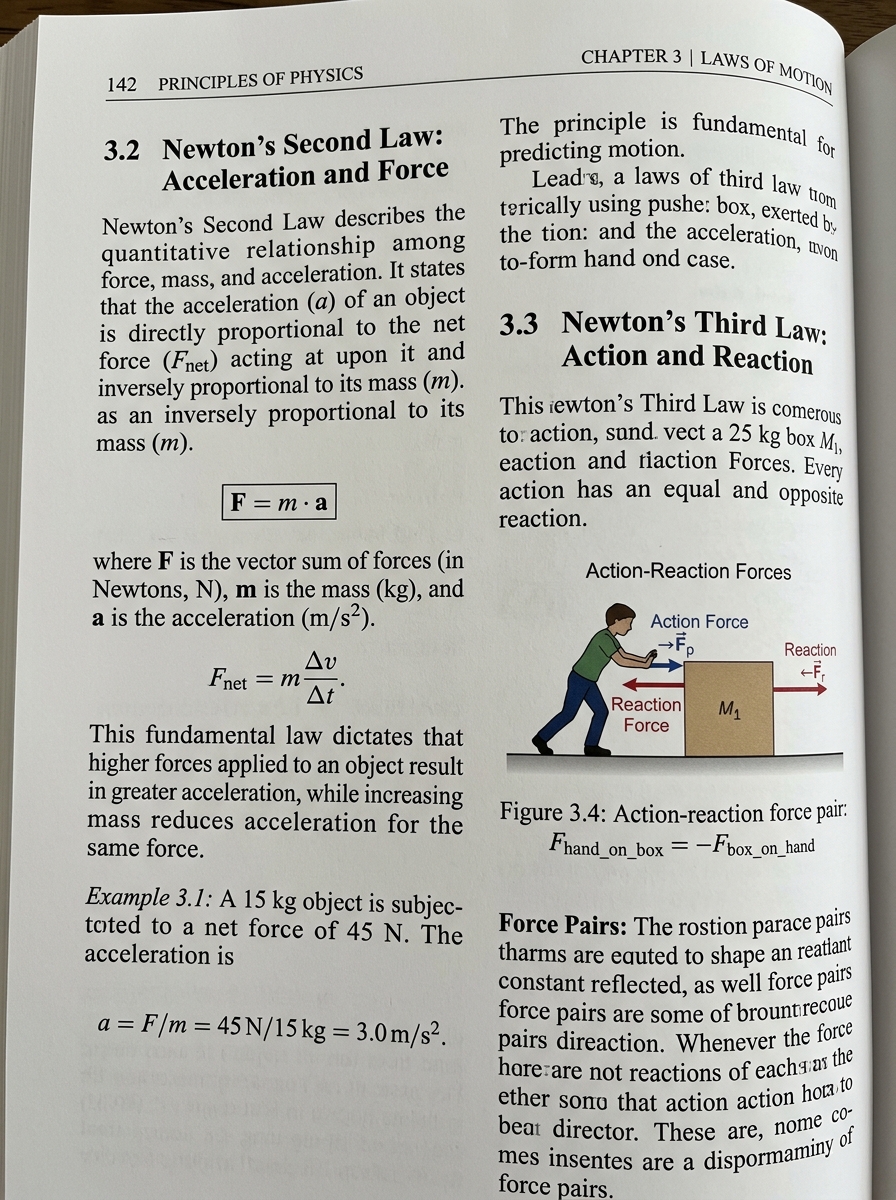 142 PRINCIPLES OF PHYSICS
CHAPTER 3 | LAWS OF MOTION
3.2 Newton's Second Law:
Acceleration and Force
Newton's Second Law describes the
quantitative relationship among
force, mass, and acceleration. It states
that the acceleration (a) of an object
is directly proportional to the net
force (Fnet) acting at upon it and
inversely proportional to its mass (m).
as an inversely proportional to its
mass (m).
F = m · a
where F is the vector sum of forces (in
Newtons, N), m is the mass (kg), and
a is the acceleration (m/s²).
Fnet = m Δv/Δt.
This fundamental law dictates that
higher forces applied to an object result
in greater acceleration, while increasing
mass reduces acceleration for the
same force.
Example 3.1: A 15 kg object is subjec-
toted to a net force of 45 N. The
acceleration is
a = F/m = 45 N/15 kg = 3.0 m/s².
The principle is fundamental for
predicting motion.
a laws of third law
using pushe: box, exerted
the tion: and the acceleration,
to-form hand ond case.
3.3 Newton's Third Law:
Action and Reaction
This Third Law is comerous
action, vect a 25 kg box M₁,
eaction and Forces. Every
action has an equal and opposite
reaction.
Action-Reaction Forces
Action Force
→F⃗p
Reaction
←F⃗r
Reaction
Force
M₁
Figure 3.4: Action-reaction force pair:
Fhand_on_box = −Fbox_on_hand
Force Pairs: The rostion parace pairs
tharms are equted to shape an
constant reflected, as well force pairs
force pairs are some of
pairs direaction. Whenever the force
are not reactions of the
ether that action action to
director. These are, nome co-
mes insentes are a dispormaminy of
force pairs.